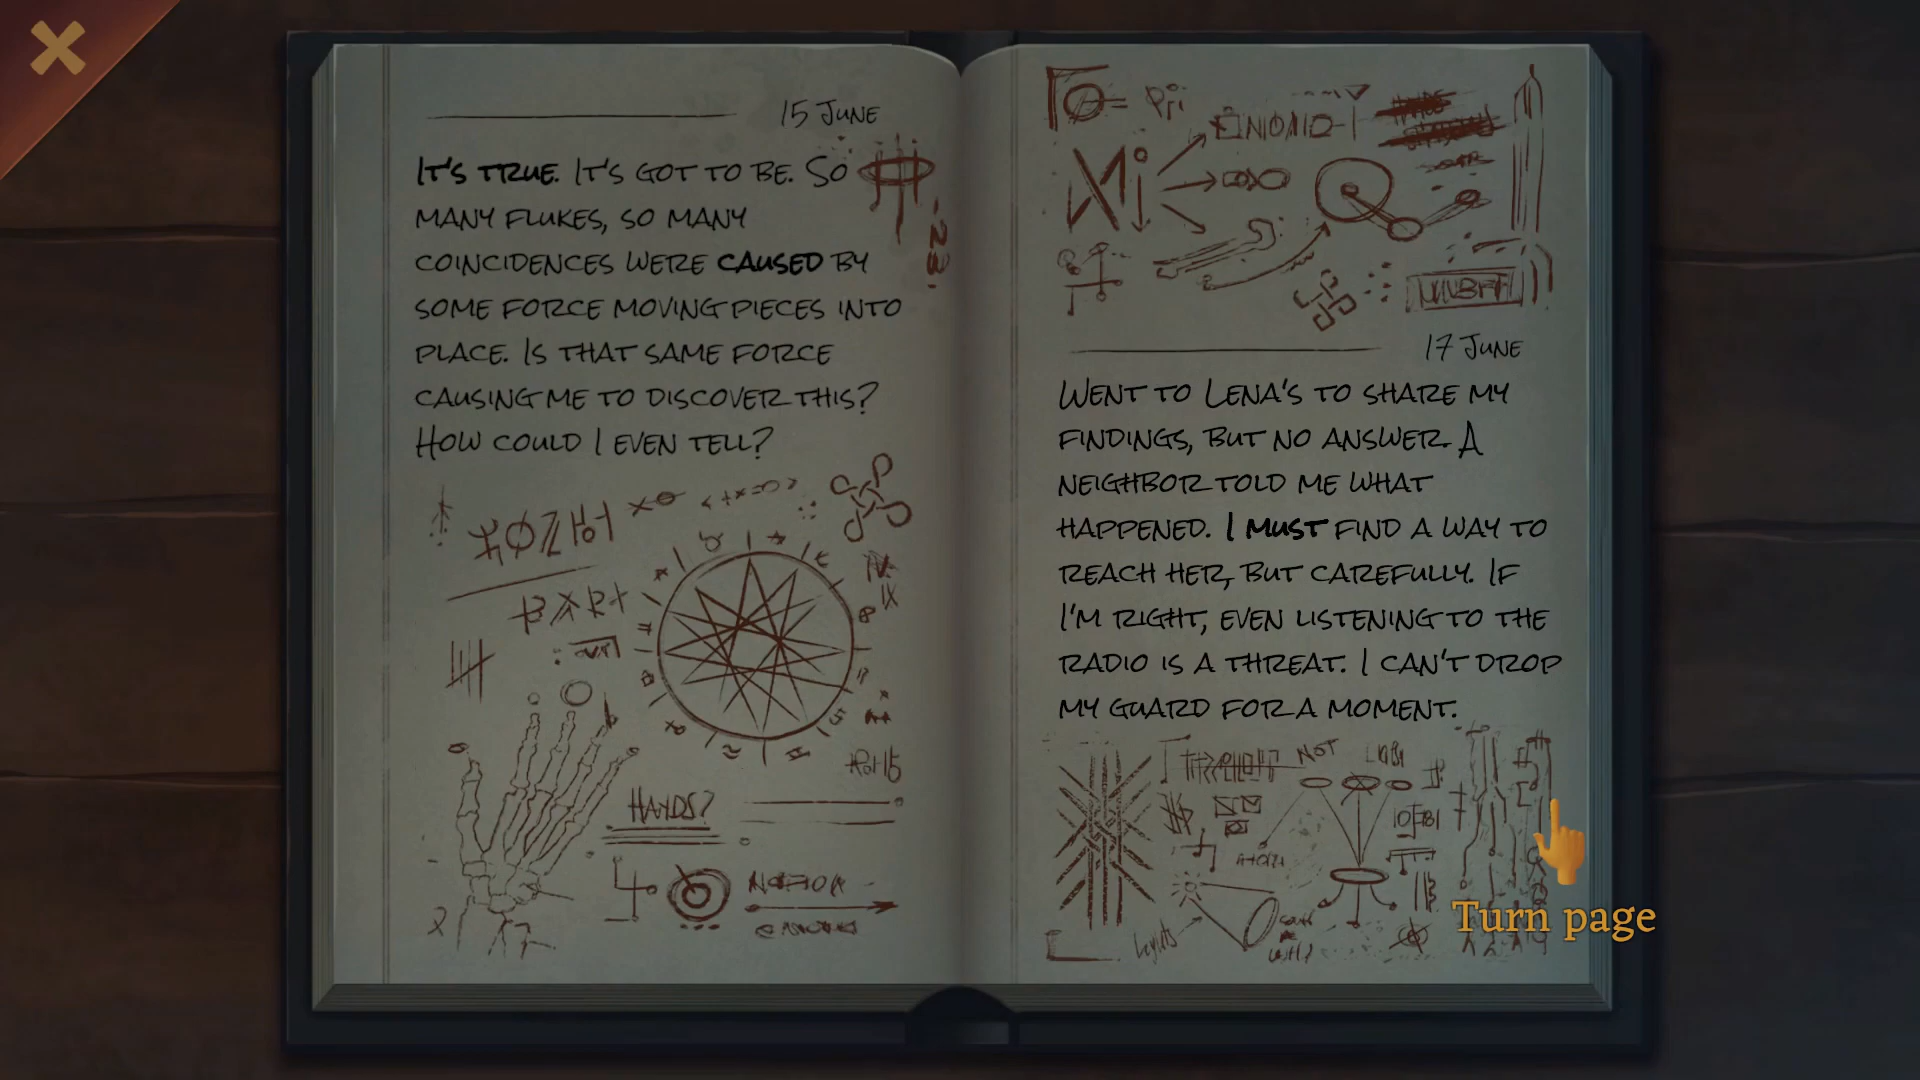 15 June
It's true. It's got to be. So
many flukes, so many
coincidences were caused by
some force moving pieces into
place. Is that same force
causing me to discover this?
How could I even tell?
Hands?
17 June
Went to Lena's to share my
findings, but no answer. A
neighbor told me what
happened. I must find a way to
reach her, but carefully. If
I'm right, even listening to the
radio is a threat. I can't drop
my guard for a moment.
Not
Turn page